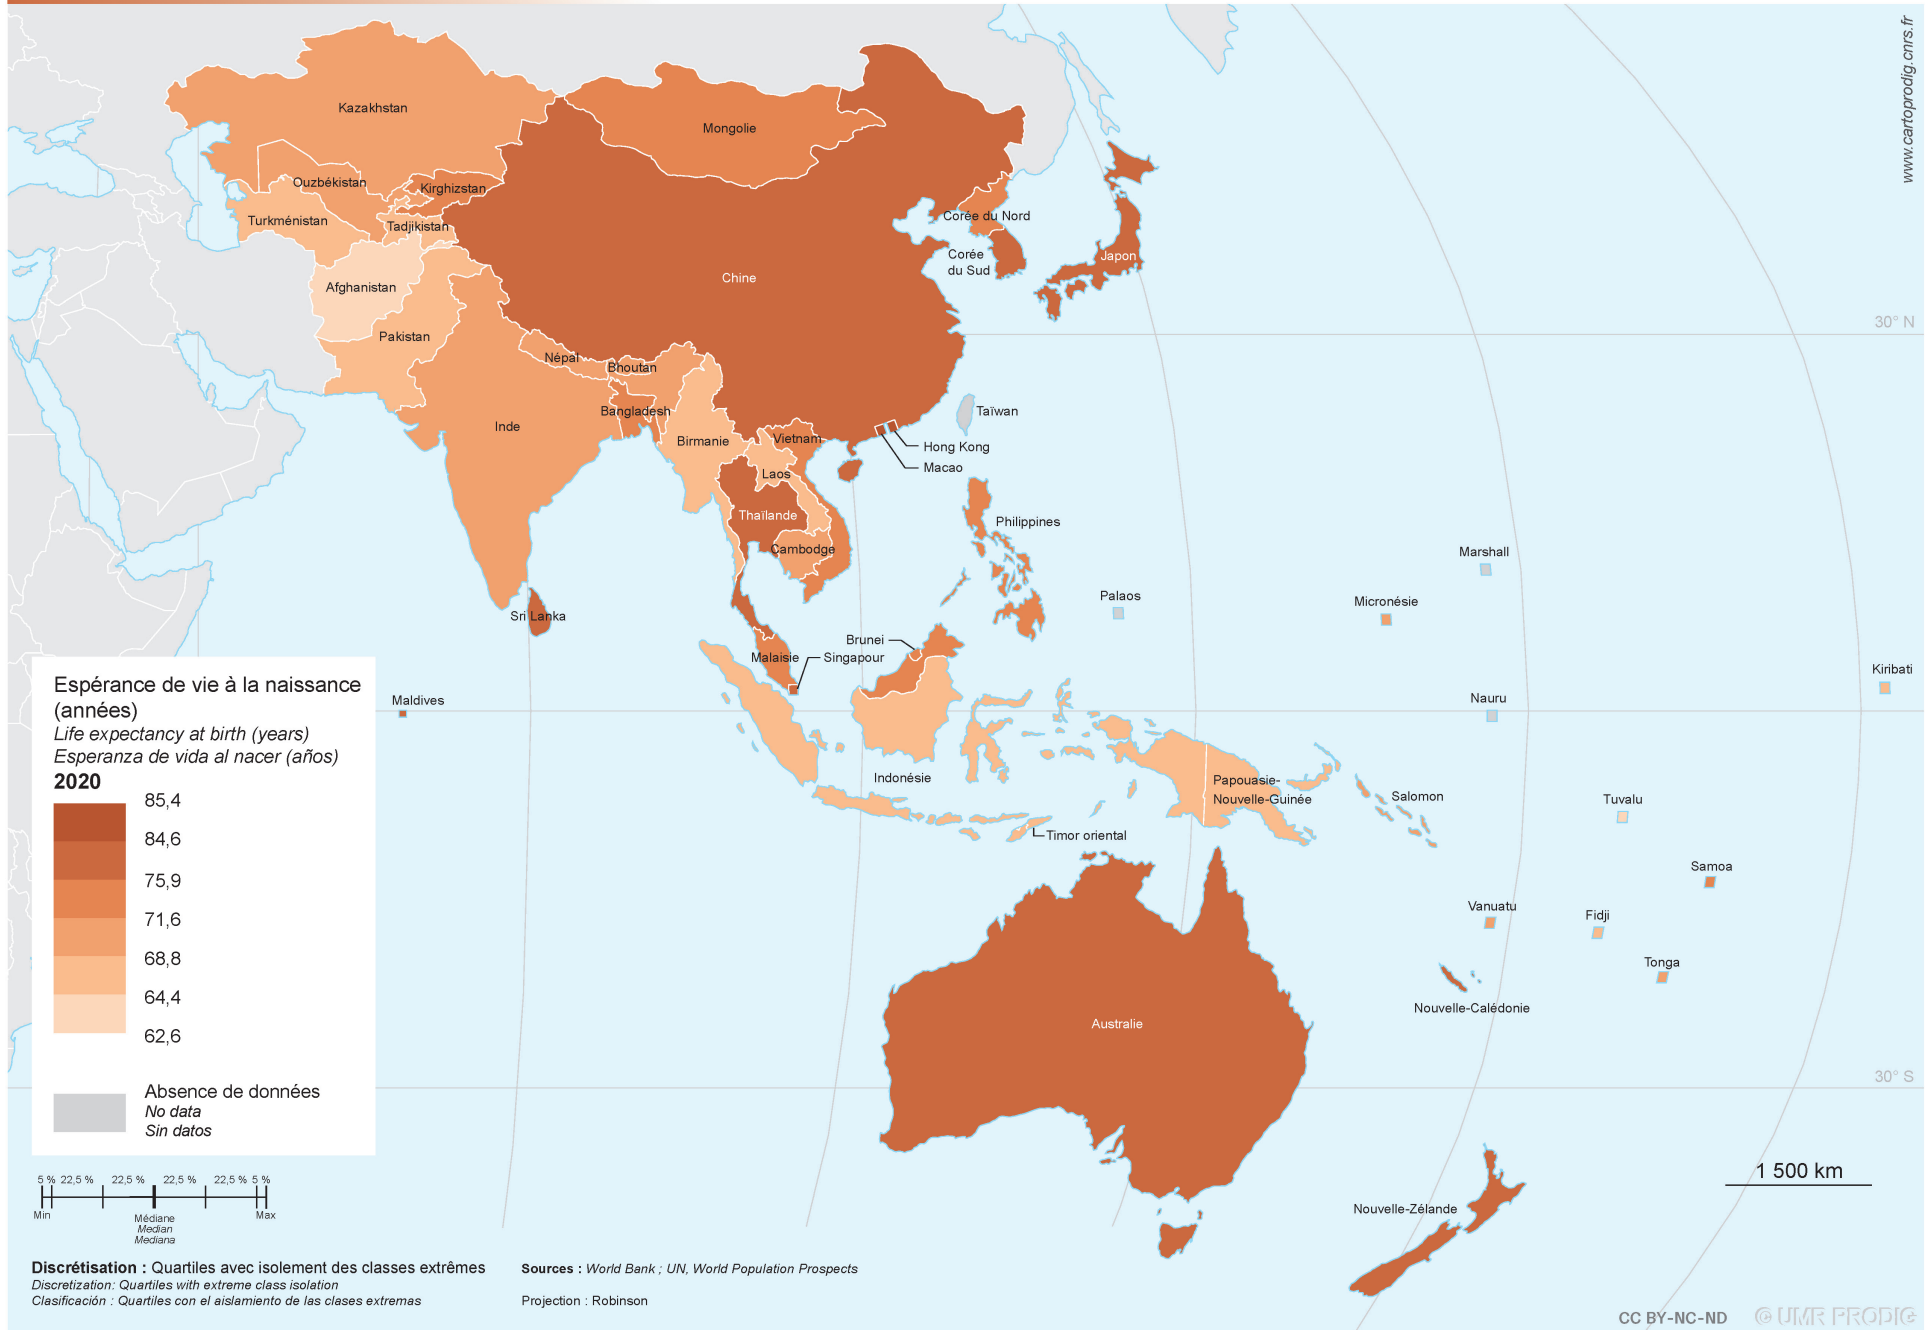 www.cartoprodig.cnrs.fr
Kazakhstan
Mongolie
Ouzbékistan
Kirghizstan
Turkménistan
Tadjikistan
Corée du Nord
Corée
du Sud
Japon
Chine
Afghanistan
Pakistan
30° N
Népal
Bhoutan
Bangladesh
Taïwan
Inde
Birmanie
Vietnam
Hong Kong
Macao
Laos
Thaïlande
Philippines
Cambodge
Marshall
Palaos
Micronésie
Sri Lanka
Brunei
Malaisie
Singapour
Kiribati
Maldives
Nauru
Indonésie
Papouasie-
Nouvelle-Guinée
Salomon
Tuvalu
Timor oriental
Samoa
Vanuatu
Fidji
Tonga
Nouvelle-Calédonie
Australie
30° S
Nouvelle-Zélande
1 500 km
Espérance de vie à la naissance
(années)
Life expectancy at birth (years)
Esperanza de vida al nacer (años)
2020
85,4
84,6
75,9
71,6
68,8
64,4
62,6
Absence de données
No data
Sin datos
5 % 22,5 % 22,5 % 22,5 % 22,5 % 5 %
Min Médiane Max
Median
Mediana
Discrétisation : Quartiles avec isolement des classes extrêmes
Discretization: Quartiles with extreme class isolation
Clasificación : Quartiles con el aislamiento de las clases extremas
Sources : World Bank ; UN, World Population Prospects
Projection : Robinson
CC BY-NC-ND © UMR PRODIG